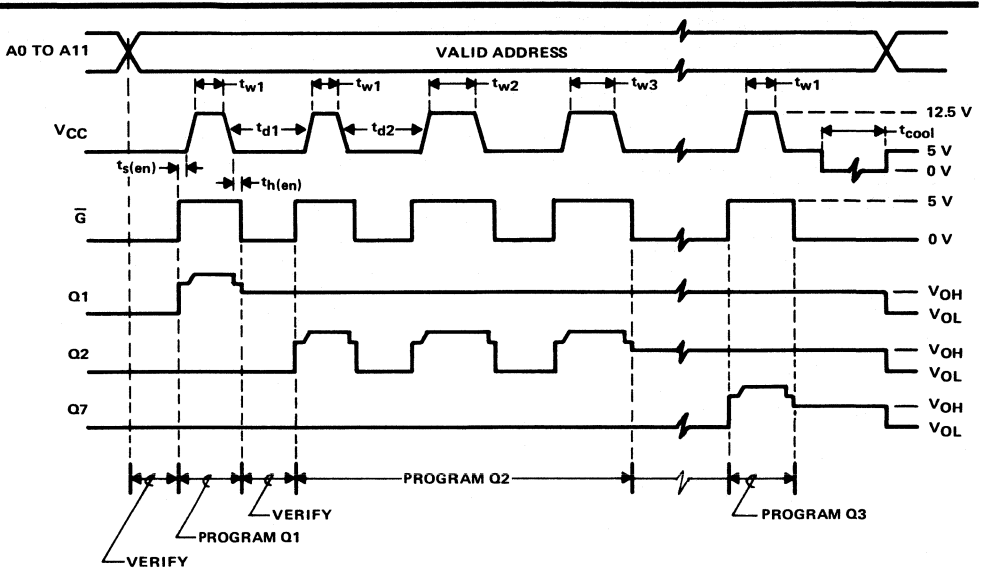 A0 TO A11
VALID ADDRESS
tw1
tw1
tw2
tw3
tw1
12.5 V
VCC
td1
td2
tcool
5 V
ts(en)
th(en)
0 V
G
5 V
0 V
Q1
VOH
VOL
Q2
VOH
VOL
Q7
VOH
VOL
PROGRAM Q2
VERIFY
PROGRAM Q3
PROGRAM Q1
VERIFY